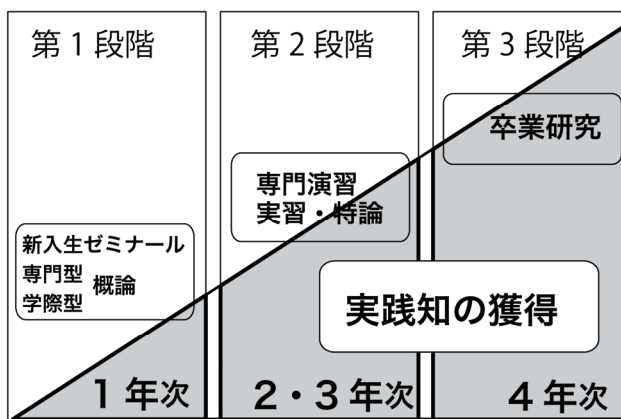 第1段階
第2段階
第3段階
卒業研究
専門演習
実習・特論
新入生ゼミナール
専門型
学際型
概論
実践知の獲得
1年次
2・3年次
4年次